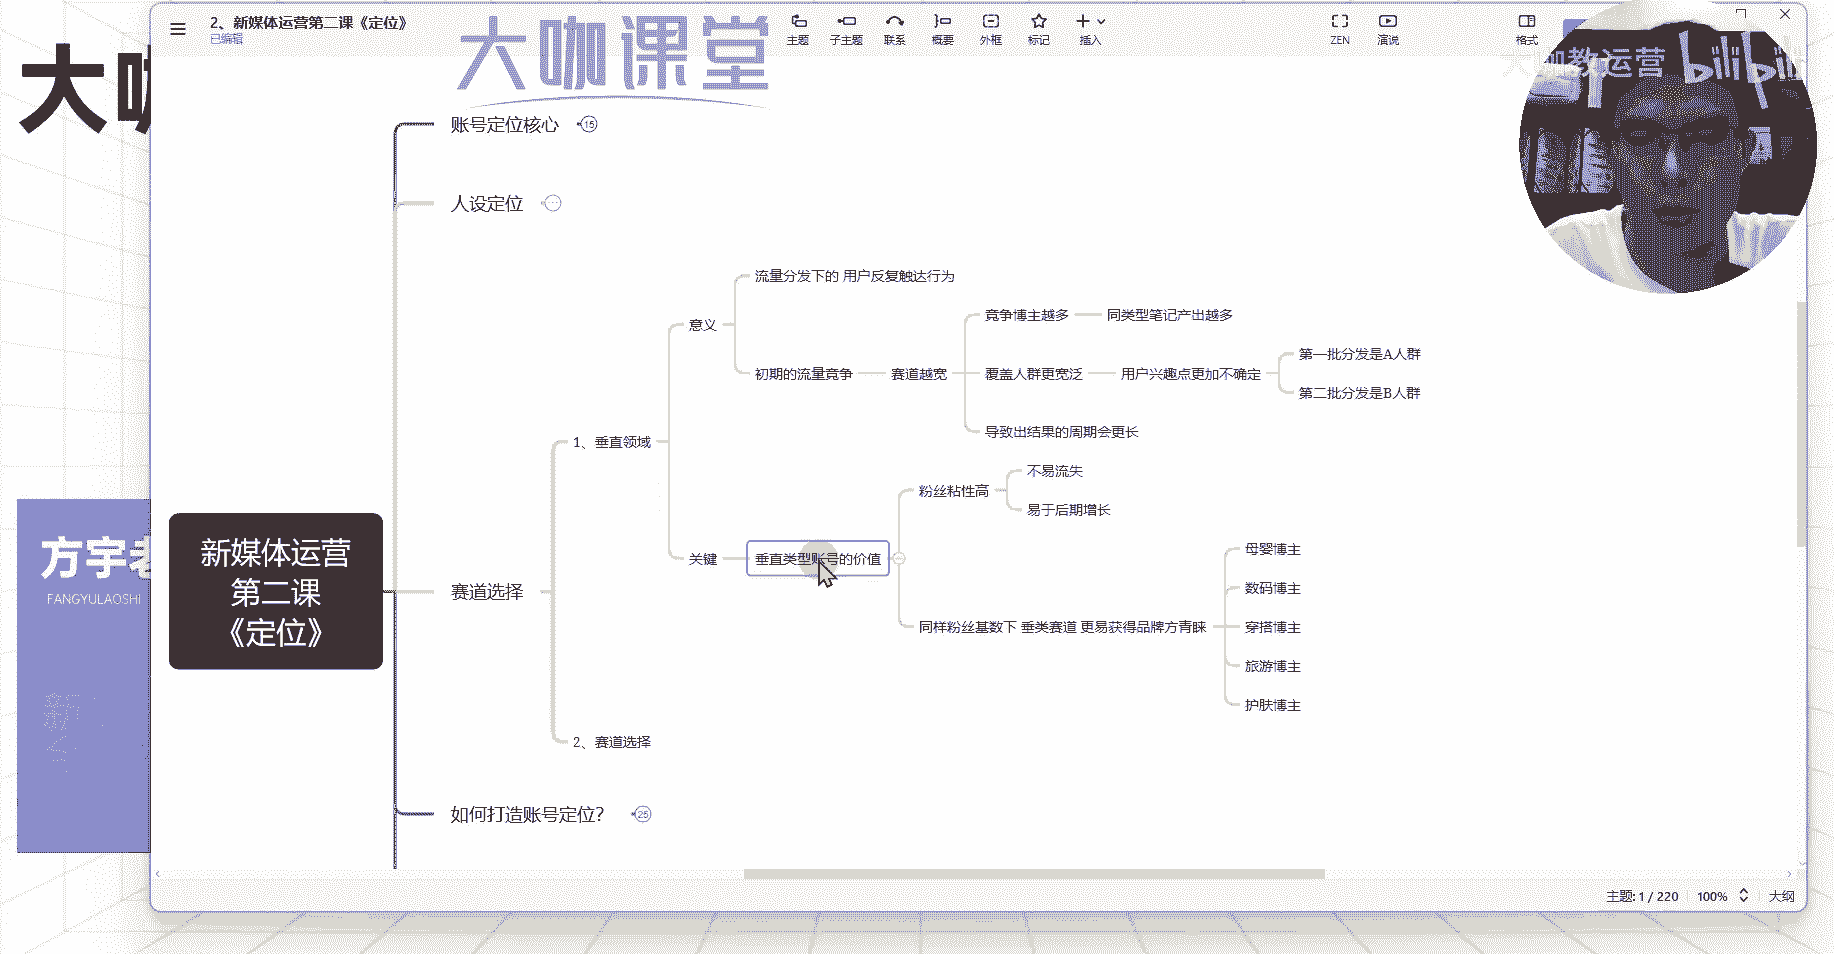 2、新媒体运营第二课《定位》
已编辑
大咖课堂
主题
子主题
联系
概要
外框
标记
插入
ZEN
演说
格式
大咖教运营
bilibili
大咖
账号定位核心
15
人设定位
流量分发下的 用户反复触达行为
意义
竞争博主越多
同类型笔记产出越多
初期的流量竞争
赛道越宽
覆盖人群更宽泛
用户兴趣点更加不确定
第一批分发是A人群
第二批分发是B人群
导致出结果的周期会更长
1、垂直领域
粉丝粘性高
不易流失
易于后期增长
关键
垂直类型账号的价值
同样粉丝基数下 垂类赛道 更易获得品牌方青睐
母婴博主
数码博主
穿搭博主
旅游博主
护肤博主
新媒体运营
第二课
《定位》
赛道选择
2、赛道选择
如何打造账号定位?
25
方宇老
FANGYULAOSHI
主题: 1 / 220
100%
大纲